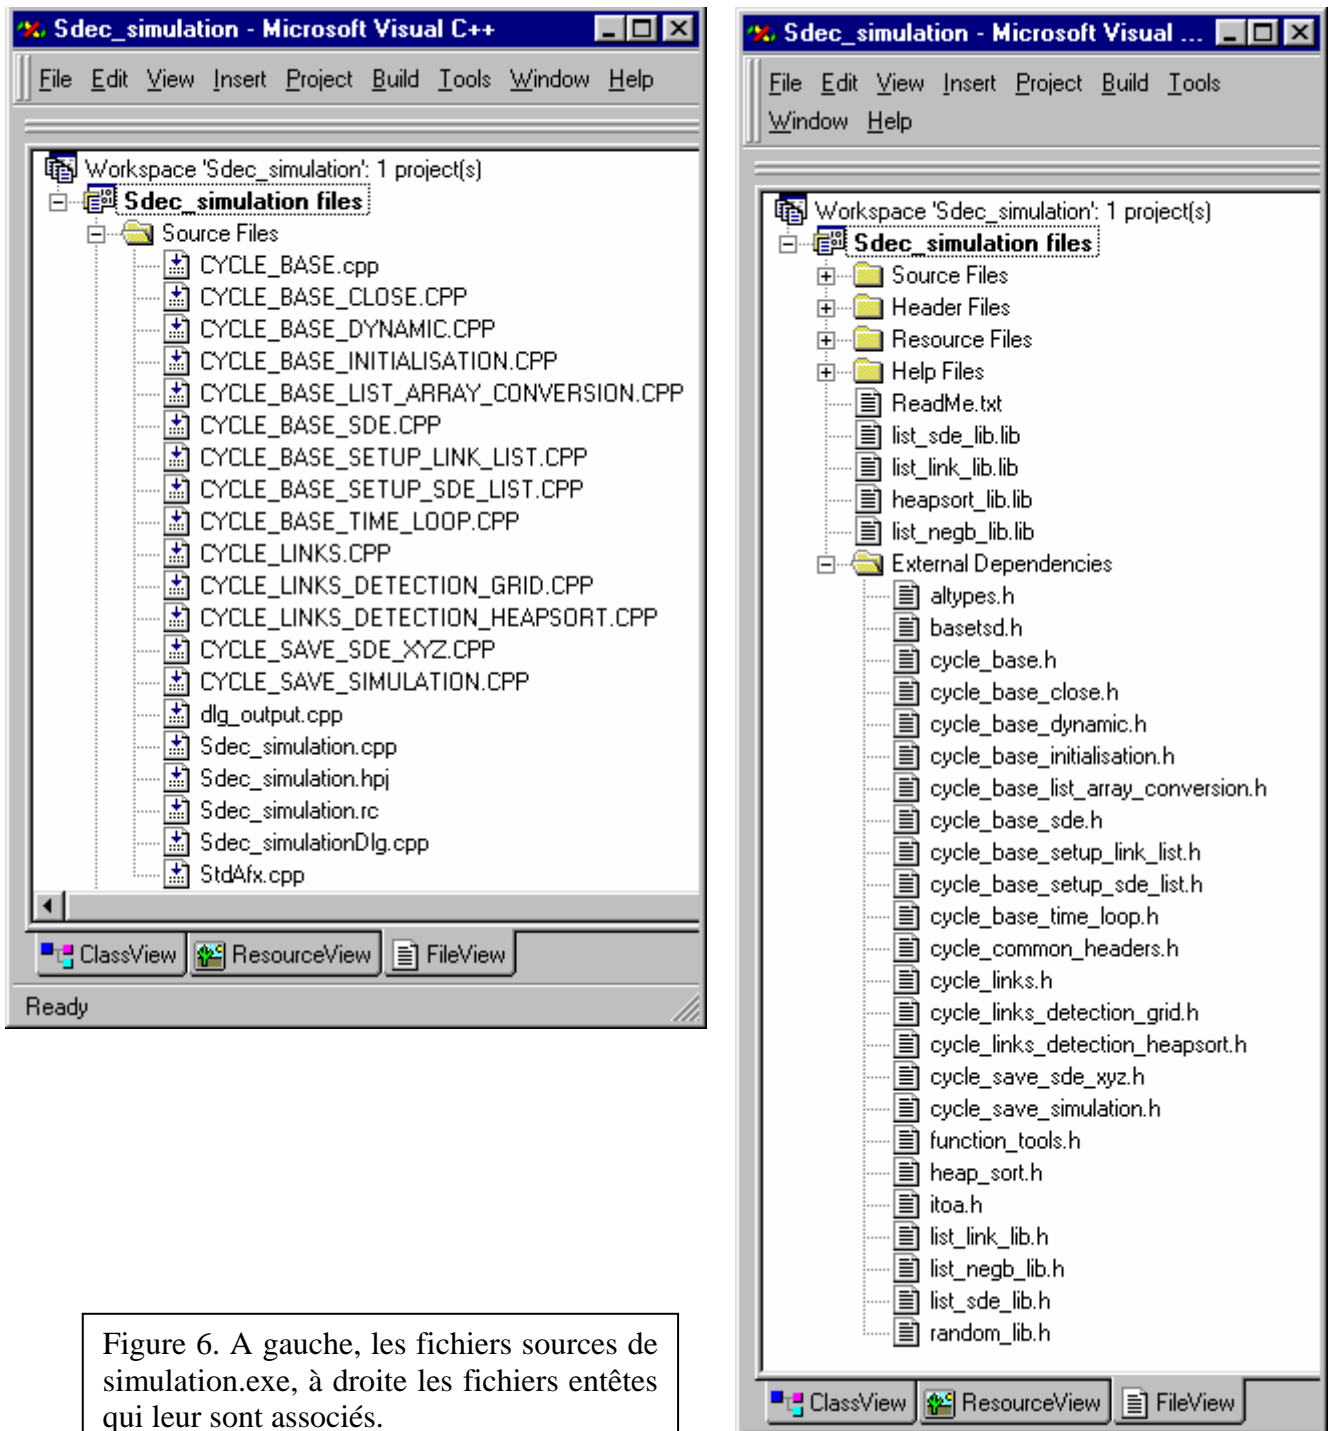 Sdec_simulation - Microsoft Visual C++
File Edit View Insert Project Build Tools Window Help
Workspace 'Sdec_simulation': 1 project(s)
Sdec_simulation files
Source Files
CYCLE_BASE.cpp
CYCLE_BASE_CLOSE.CPP
CYCLE_BASE_DYNAMIC.CPP
CYCLE_BASE_INITIALISATION.CPP
CYCLE_BASE_LIST_ARRAY_CONVERSION.CPP
CYCLE_BASE_SDE.CPP
CYCLE_BASE_SETUP_LINK_LIST.CPP
CYCLE_BASE_SETUP_SDE_LIST.CPP
CYCLE_BASE_TIME_LOOP.CPP
CYCLE_LINKS.CPP
CYCLE_LINKS_DETECTION_GRID.CPP
CYCLE_LINKS_DETECTION_HEAPSORT.CPP
CYCLE_SAVE_SDE_XYZ.CPP
CYCLE_SAVE_SIMULATION.CPP
dlg_output.cpp
Sdec_simulation.cpp
Sdec_simulation.hpj
Sdec_simulation.rc
Sdec_simulationDlg.cpp
StdAfx.cpp
ClassView ResourceView FileView
Ready
Sdec_simulation - Microsoft Visual ...
File Edit View Insert Project Build Tools
Window Help
Workspace 'Sdec_simulation': 1 project(s)
Sdec_simulation files
Source Files
Header Files
Resource Files
Help Files
ReadMe.txt
list_sde_lib.lib
list_link_lib.lib
heapsort_lib.lib
list_negb_lib.lib
External Dependencies
altypes.h
basetsd.h
cycle_base.h
cycle_base_close.h
cycle_base_dynamic.h
cycle_base_initialisation.h
cycle_base_list_array_conversion.h
cycle_base_sde.h
cycle_base_setup_link_list.h
cycle_base_setup_sde_list.h
cycle_base_time_loop.h
cycle_common_headers.h
cycle_links.h
cycle_links_detection_grid.h
cycle_links_detection_heapsort.h
cycle_save_sde_xyz.h
cycle_save_simulation.h
function_tools.h
heap_sort.h
itoa.h
list_link_lib.h
list_negb_lib.h
list_sde_lib.h
random_lib.h
ClassView ResourceView FileView
Figure 6. A gauche, les fichiers sources de
simulation.exe, à droite les fichiers entêtes
qui leur sont associés.